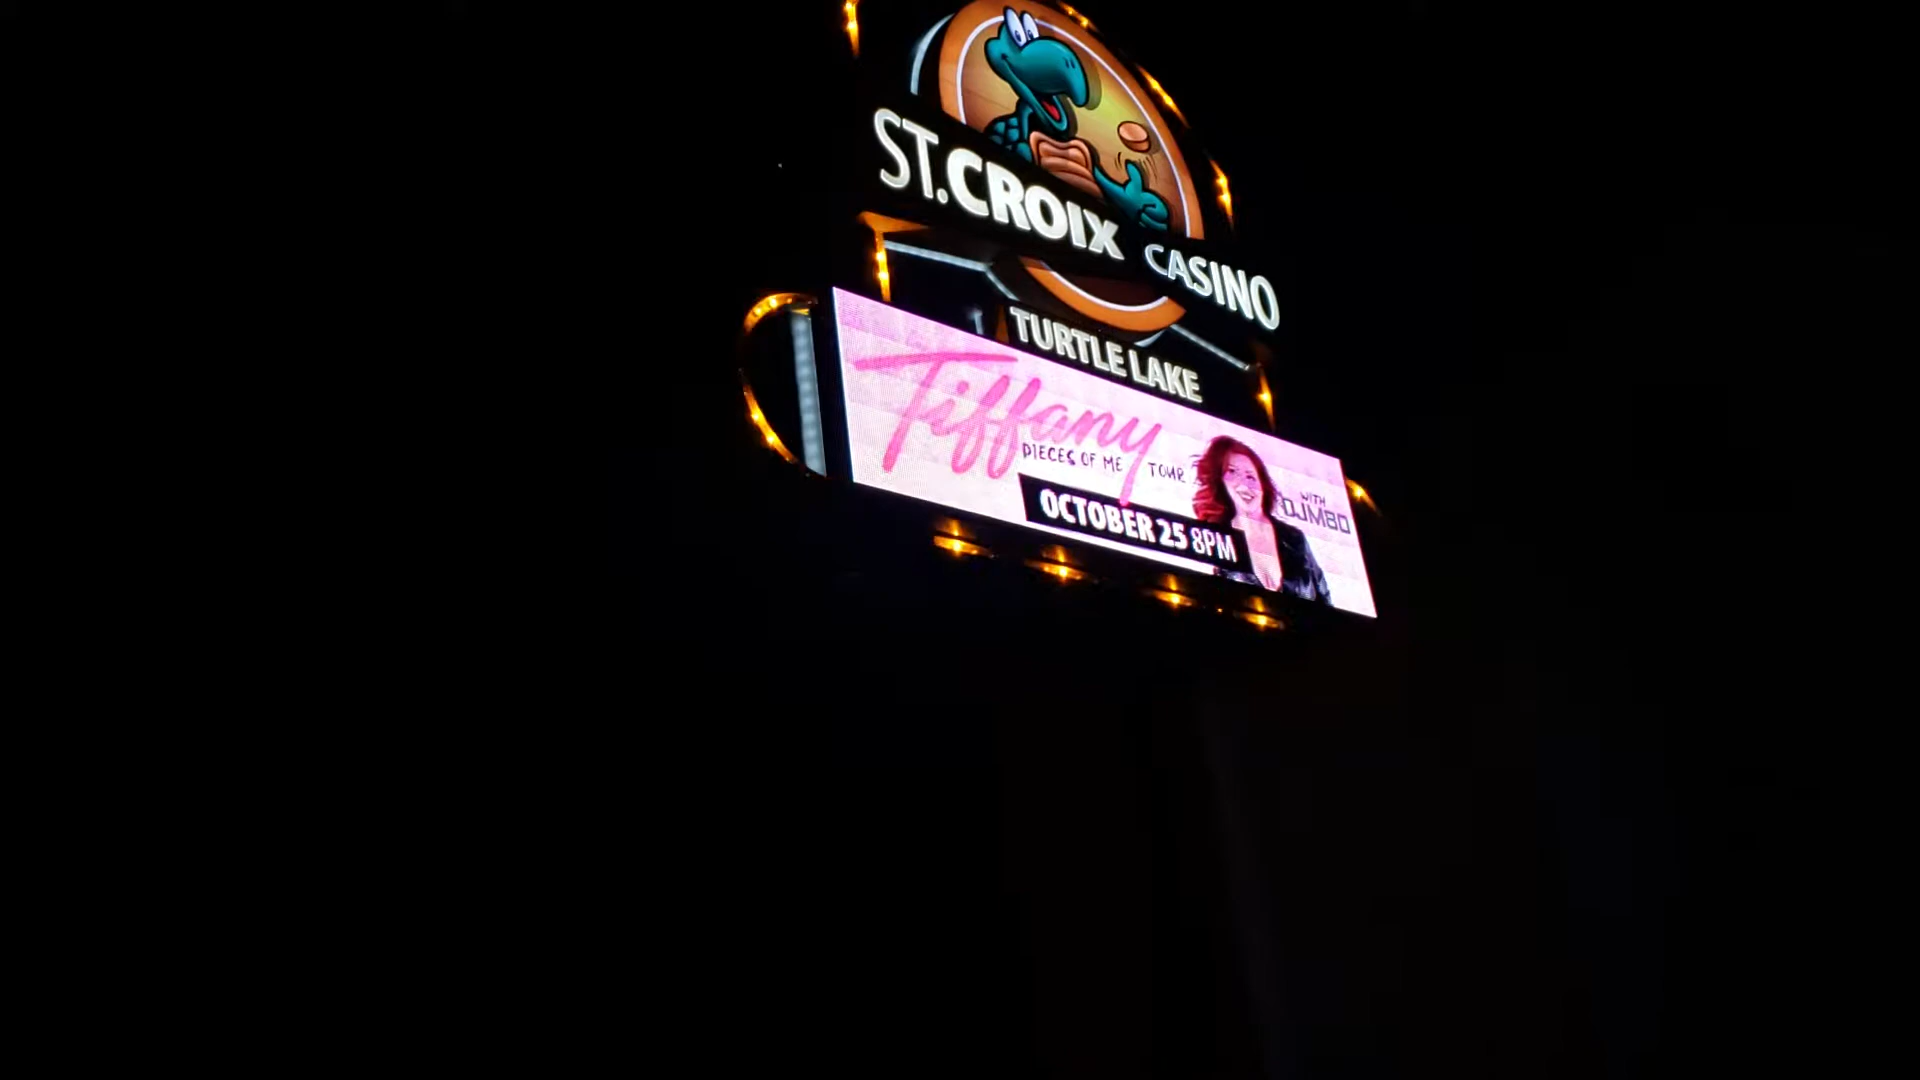 ST. CROIX CASINO
TURTLE LAKE
Tiffany
PIECES OF ME TOUR
WITH
DJMBO
OCTOBER 25 8PM